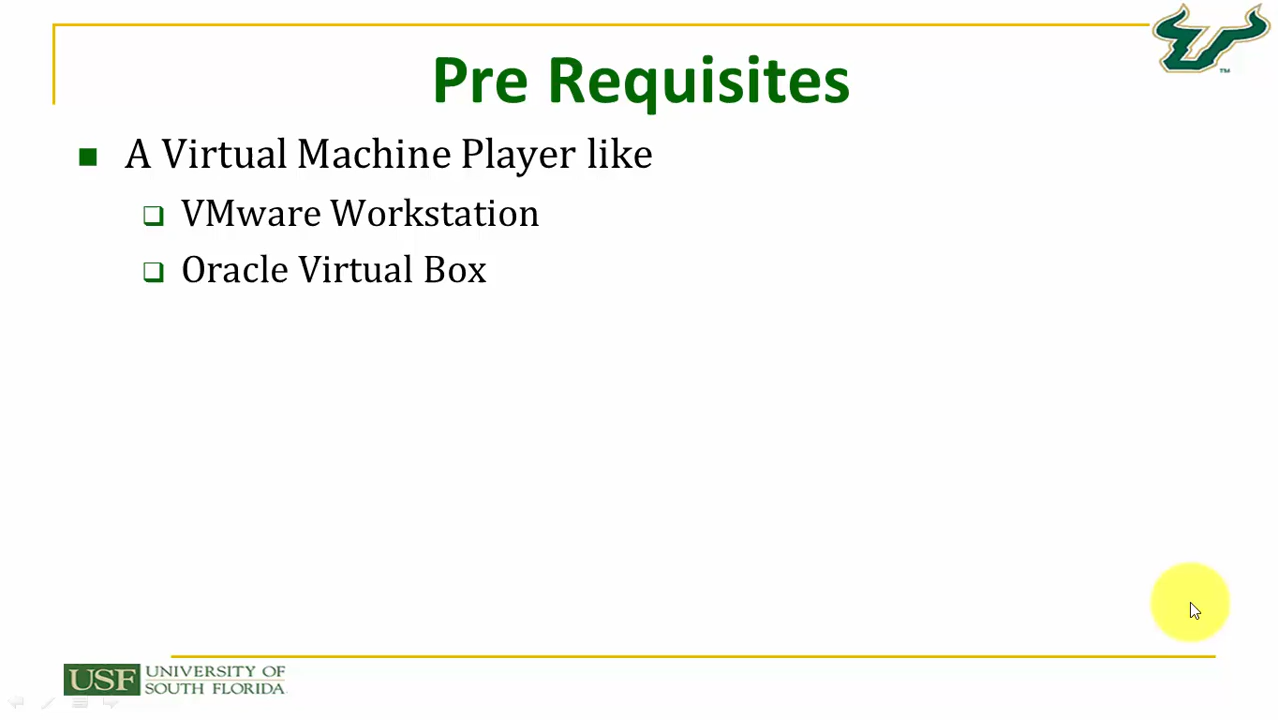 Pre Requisites
A Virtual Machine Player like
VMware Workstation
Oracle Virtual Box
USF UNIVERSITY OF
SOUTH FLORIDA